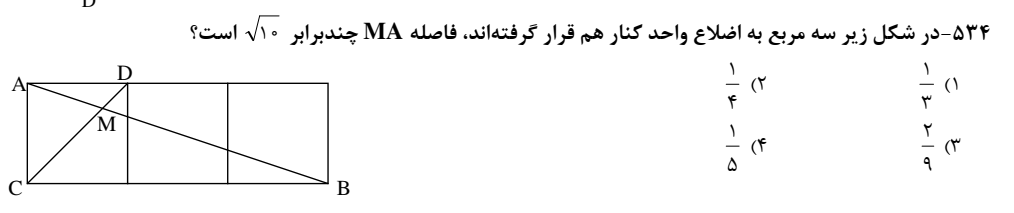 D
۵۳۴-در شکل زیر سه مربع به اضلاع واحد کنار هم قرار گرفته‌اند، فاصله MA چندبرابر √۱۰ است؟
۱) ۱/۳ ۲) ۱/۴
۳) ۲/۹ ۴) ۱/۵
A D
M
C B